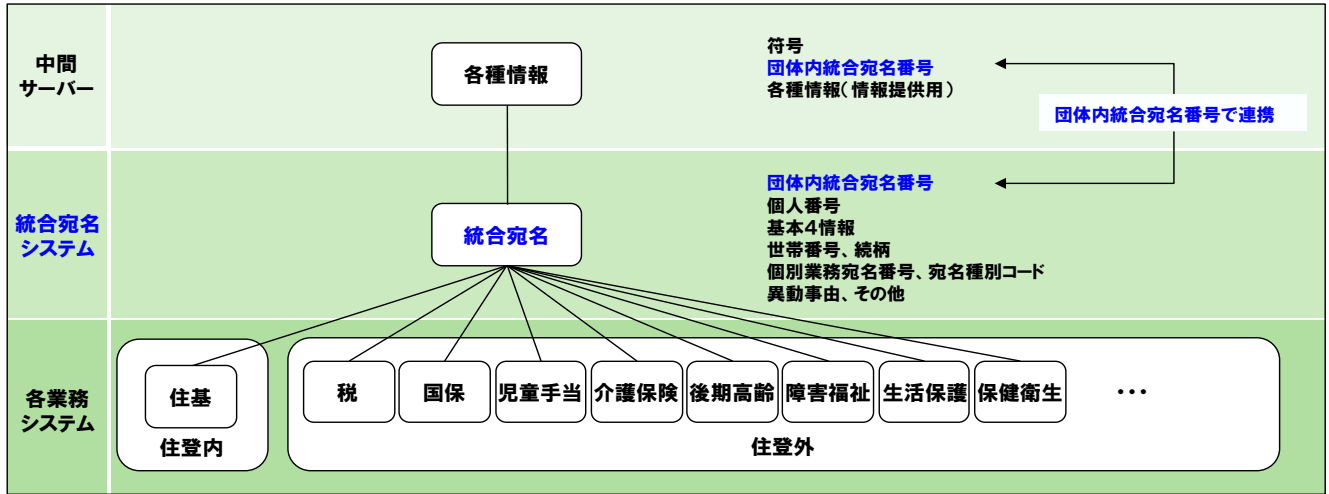 中間
サーバー
各種情報
符号
団体内統合宛名番号
各種情報(情報提供用)
団体内統合宛名番号で連携
統合宛名
システム
統合宛名
団体内統合宛名番号
個人番号
基本4情報
世帯番号、続柄
個別業務宛名番号、宛名種別コード
異動事由、その他
各業務
システム
住基
住登内
税
国保
児童手当
介護保険
後期高齢
障害福祉
生活保護
保健衛生
・・・
住登外